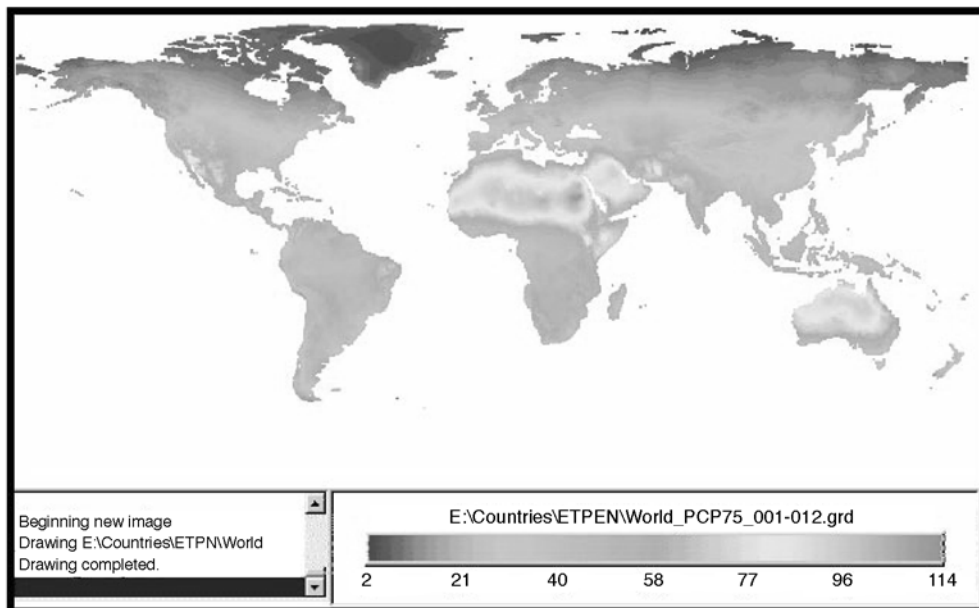 Beginning new image
Drawing E:\Countries\ETPN\World
Drawing completed.
E:\Countries\ETPEN\World_PCP75_001-012.grd
2 21 40 58 77 96 114